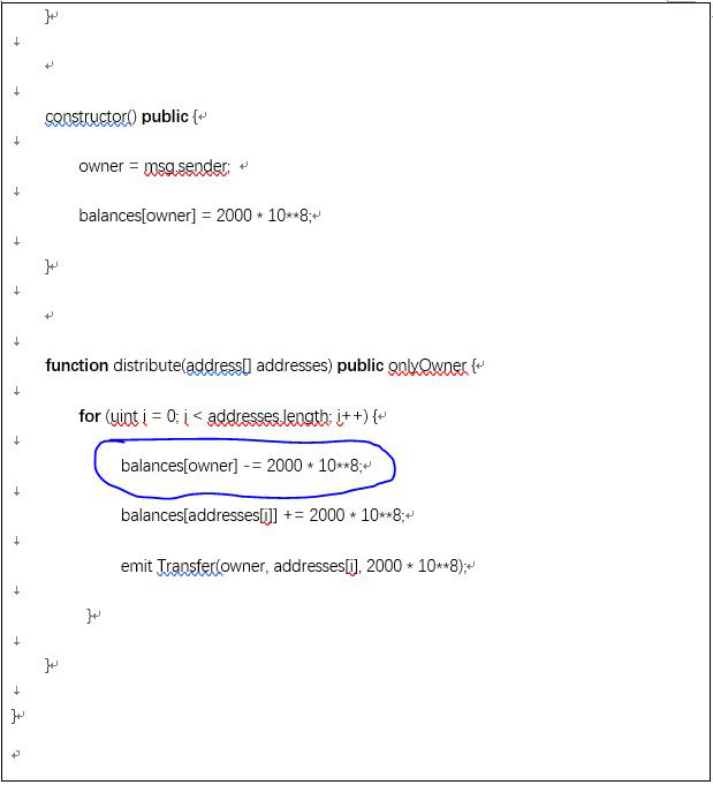 }
constructor() public {
owner = msg.sender;
balances[owner] = 2000 * 10**8;
}
function distribute(address[] addresses) public onlyOwner {
for (uint i = 0; i < addresses.length; i++) {
balances[owner] -= 2000 * 10**8;
balances[addresses[i]] += 2000 * 10**8;
emit Transfer(owner, addresses[i], 2000 * 10**8);
}
}
}